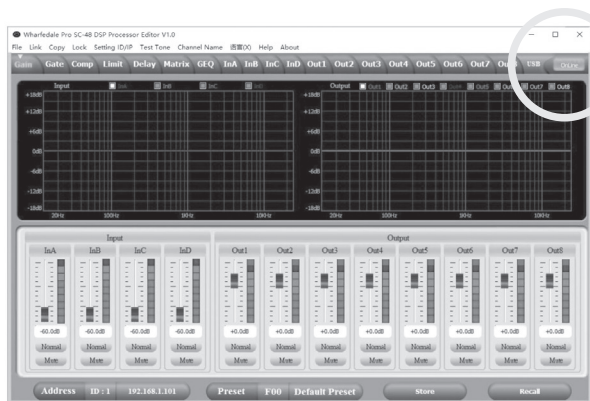 Wharfedale Pro SC-48 DSP Processor Editor V1.0
File Link Copy Lock Setting ID/IP Test Tone Channel Name 语言(X) Help About
Gain Gate Comp Limit Delay Matrix GEQ InA InB InC InD Out1 Out2 Out3 Out4 Out5 Out6 Out7 USB OnLine
Input InA InB InC InD Output Out1 Out2 Out3 Out4 Out5 Out7 Out8
+18dB +18dB
+12dB +12dB
+6dB +6dB
0dB 0dB
-6dB -6dB
-12dB -12dB
-18dB -18dB
20Hz 100Hz 1KHz 10KHz 20Hz 100Hz 1KHz 10KHz
Input Output
InA InB InC InD Out1 Out2 Out3 Out4 Out5 Out6 Out7 Out8
-60.0dB -60.0dB -60.0dB -60.0dB +0.0dB +0.0dB +0.0dB +0.0dB +0.0dB +0.0dB +0.0dB +0.0dB
Normal Normal Normal Normal Normal Normal Normal Normal Normal Normal Normal Normal
Mute Mute Mute Mute Mute Mute Mute Mute Mute Mute Mute Mute
Address ID : 1 192.168.1.101 Preset F00 Default Preset Store Recall